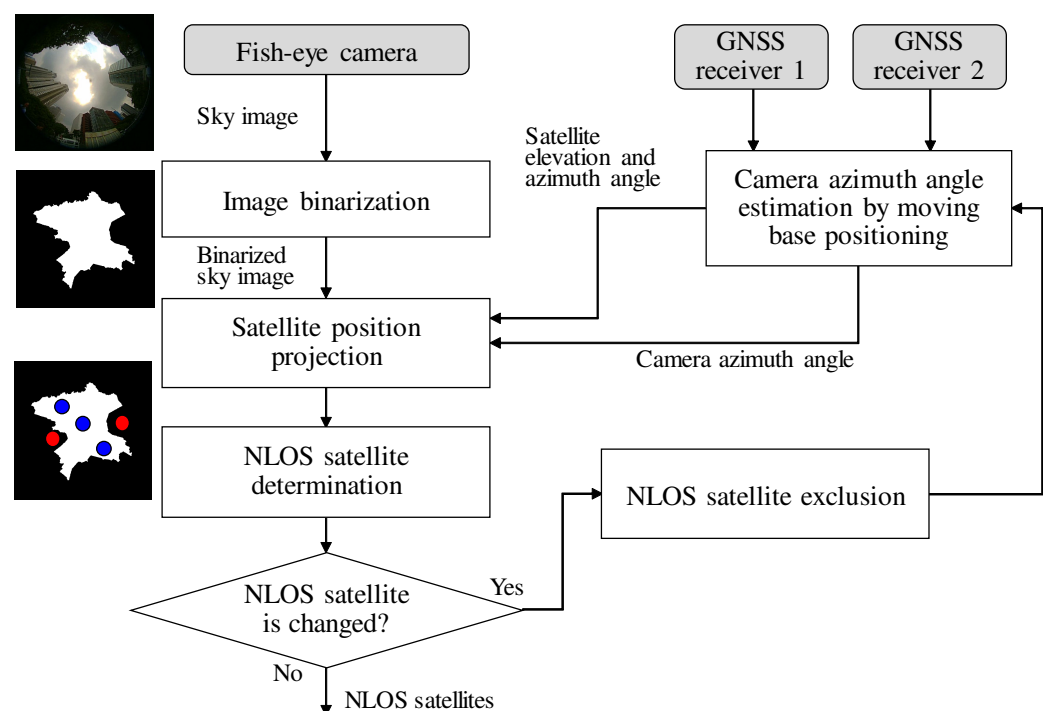 Fish-eye camera
GNSS
receiver 1
GNSS
receiver 2
Sky image
Satellite
elevation and
azimuth angle
Image binarization
Camera azimuth angle
estimation by moving
base positioning
Binarized
sky image
Satellite position
projection
Camera azimuth angle
NLOS satellite
determination
NLOS satellite exclusion
NLOS satellite
is changed?
Yes
No
NLOS satellites